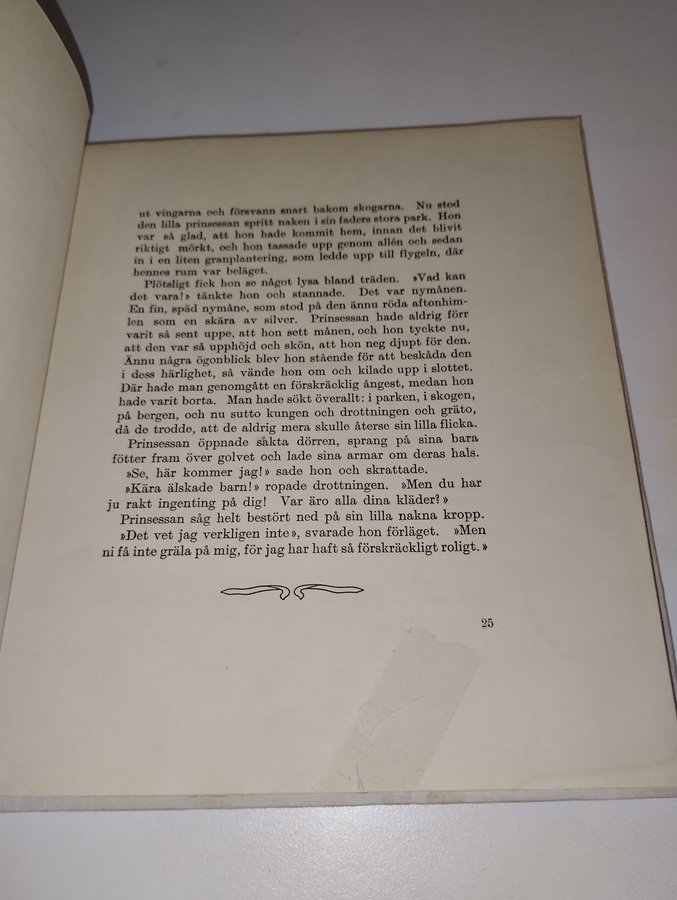 ut vingarna och försvann snart bakom skogarna. Nu stod
den lilla prinsessan spritt naken i sin faders stora park. Hon
var så glad, att hon hade kommit hem, innan det blivit
riktigt mörkt, och hon tassade upp genom allén och sedan
in i en liten granplantering, som ledde upp till flygeln, där
hennes rum var beläget.
Plötsligt fick hon se något lysa bland träden. »Vad kan
det vara!» tänkte hon och stannade. Det var nymånen.
En fin, späd nymåne, som stod på den ännu röda aftonhim-
len som en skära av silver. Prinsessan hade aldrig förr
varit så sent uppe, att hon sett månen, och hon tyckte nu,
att den var så upphöjd och skön, att hon neg djupt för den.
Ännu några ögonblick blev hon stående för att beskåda den
i dess härlighet, så vände hon om och kilade upp i slottet.
Där hade man genomgått en förskräcklig ångest, medan hon
hade varit borta. Man hade sökt överallt: i parken, i skogen,
på bergen, och nu sutto kungen och drottningen och gräto,
då de trodde, att de aldrig mera skulle återse sin lilla flicka.
Prinsessan öppnade sakta dörren, sprang på sina bara
fötter fram över golvet och lade sina armar om deras hals.
»Se, här kommer jag!» sade hon och skrattade.
»Kära älskade barn!» ropade drottningen. »Men du har
ju rakt ingenting på dig! Var äro alla dina kläder?»
Prinsessan såg helt bestört ned på sin lilla nakna kropp.
»Det vet jag verkligen inte», svarade hon förläget. »Men
ni få inte gräla på mig, för jag har haft så förskräckligt roligt.»
25